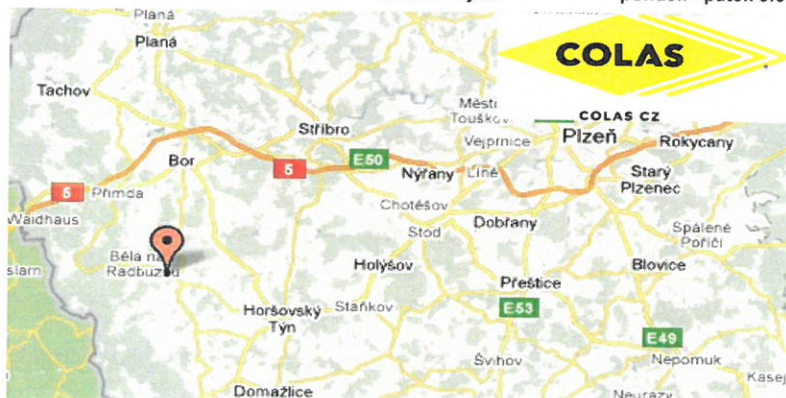 Planá
Planá
COLAS
Tachov
Město
Touškov
COLAS CZ
Stříbro
Vejprnice
Plzeň
Rokycany
Bor
E50
5
Nýřany
Líně
Starý
Plzenec
5
Přimda
Chotěšov
Waidhaus
Dobřany
Stod
Spálené
Poříčí
Bělá na
Radbuzou
Holýšov
Blovice
Přeštice
Horšovský
Týn
Staňkov
E53
E49
Švihov
Nepomuk
Kasej
Domažlice